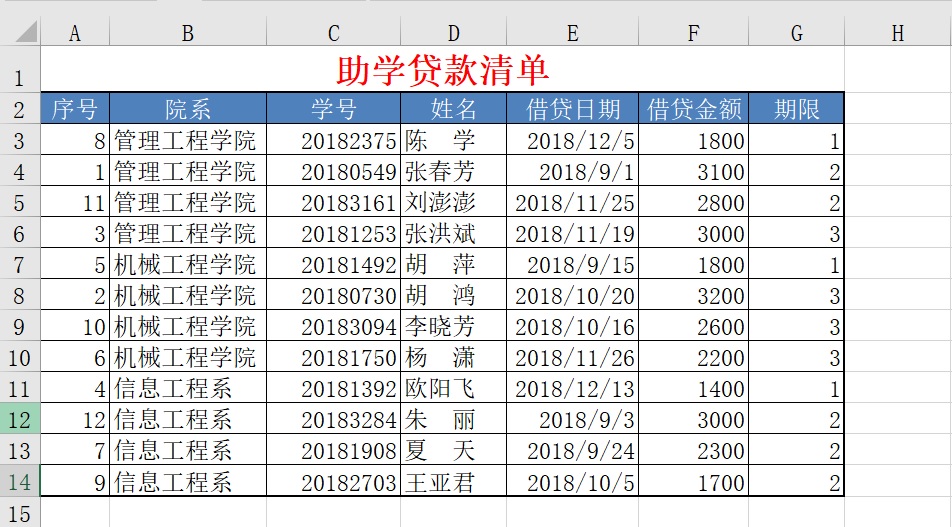 A B C D E F G H
1 助学贷款清单
2 序号 院系 学号 姓名 借贷日期 借贷金额 期限
3 8 管理工程学院 20182375 陈 学 2018/12/5 1800 1
4 1 管理工程学院 20180549 张春芳 2018/9/1 3100 2
5 11 管理工程学院 20183161 刘澎澎 2018/11/25 2800 2
6 3 管理工程学院 20181253 张洪斌 2018/11/19 3000 3
7 5 机械工程学院 20181492 胡 萍 2018/9/15 1800 1
8 2 机械工程学院 20180730 胡 鸿 2018/10/20 3200 3
9 10 机械工程学院 20183094 李晓芳 2018/10/16 2600 3
10 6 机械工程学院 20181750 杨 潇 2018/11/26 2200 3
11 4 信息工程系 20181392 欧阳飞 2018/12/13 1400 1
12 12 信息工程系 20183284 朱 丽 2018/9/3 3000 2
13 7 信息工程系 20181908 夏 天 2018/9/24 2300 2
14 9 信息工程系 20182703 王亚君 2018/10/5 1700 2
15